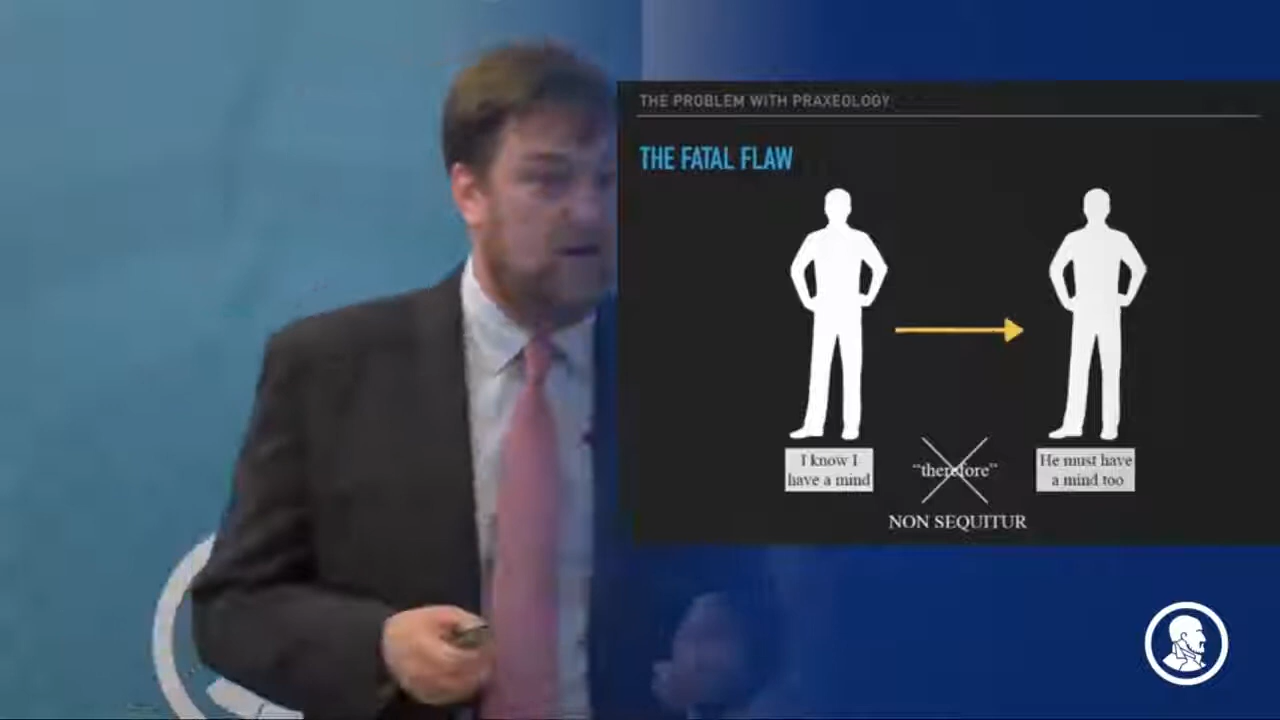 THE PROBLEM WITH PRAXEOLOGY
THE FATAL FLAW
I know I
have a mind
“therefore”
He must have
a mind too
NON SEQUITUR